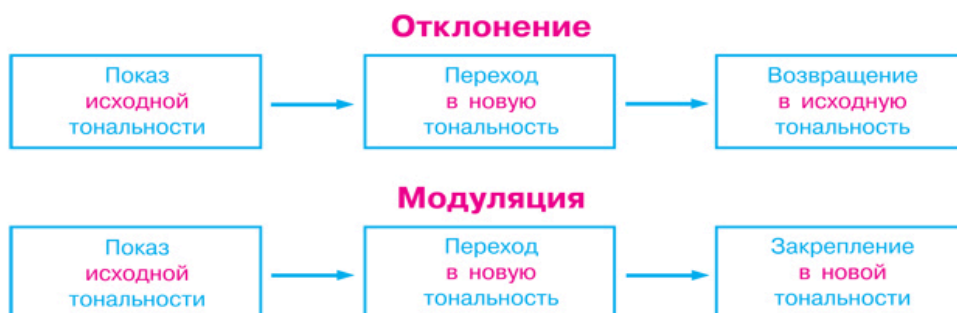 Отклонение
Показ
исходной
тональности
Переход
в новую
тональность
Возвращение
в исходную
тональность
Модуляция
Показ
исходной
тональности
Переход
в новую
тональность
Закрепление
в новой
тональности